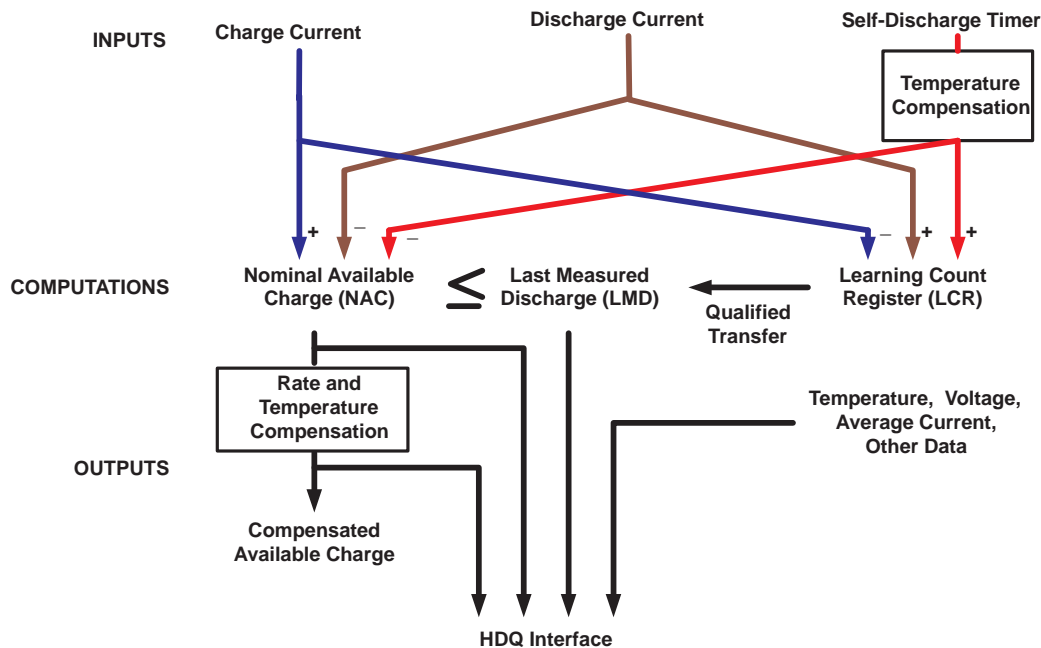 INPUTS
Charge Current
Discharge Current
Self-Discharge Timer
Temperature
Compensation
+
–
–
–
+
+
COMPUTATIONS
Nominal Available
Charge (NAC)
≤
Last Measured
Discharge (LMD)
Qualified
Transfer
Learning Count
Register (LCR)
Rate and
Temperature
Compensation
Temperature, Voltage,
Average Current,
Other Data
OUTPUTS
Compensated
Available Charge
HDQ Interface